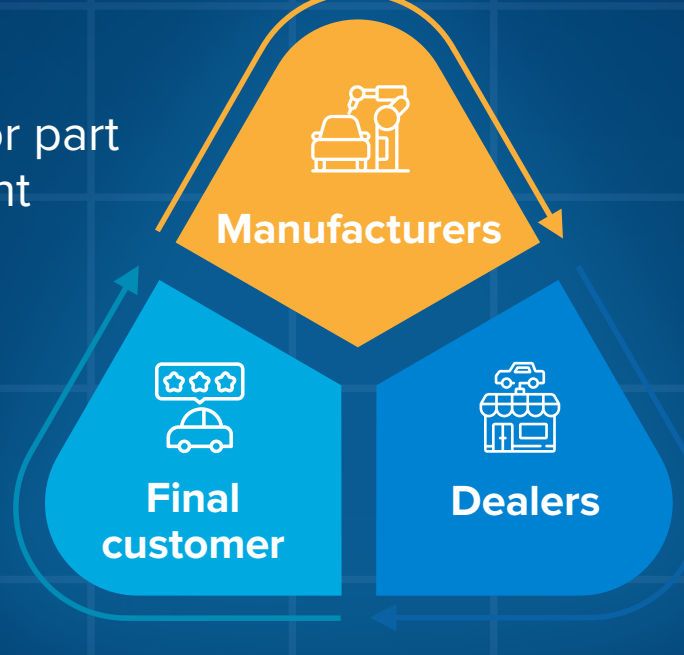 or part
nt
Manufacturers
Final
customer
Dealers